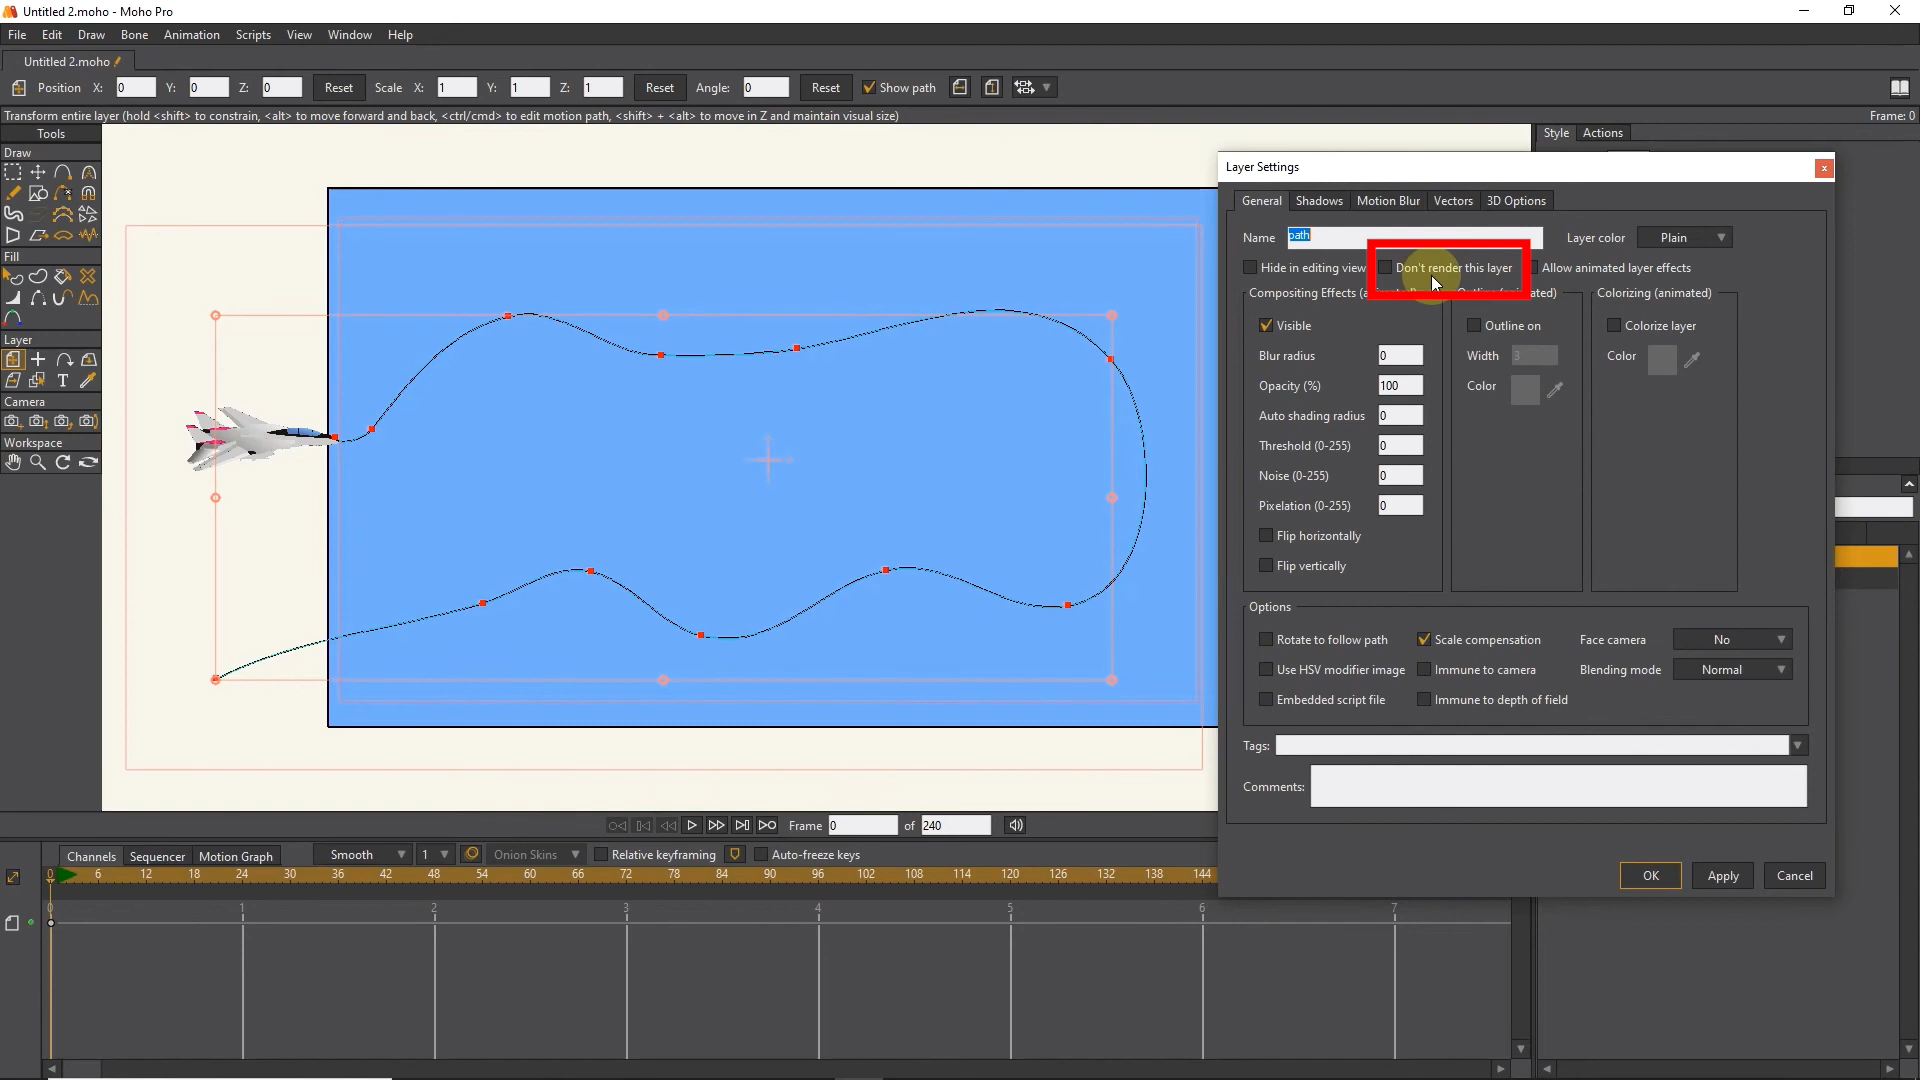 Untitled 2.moho - Moho Pro
File Edit Draw Bone Animation Scripts View Window Help
Untitled 2.moho
Position X: 0 Y: 0 Z: 0 Reset Scale X: 1 Y: 1 Z: 1 Reset Angle: 0 Reset Show path
Transform entire layer (hold <shift> to constrain, <alt> to move forward and back, <ctrl/cmd> to edit motion path, <shift> + <alt> to move in Z and maintain visual size) Frame: 0
Tools
Style Actions
Draw
Fill
Layer
Camera
Workspace
Layer Settings
General Shadows Motion Blur Vectors 3D Options
Name path Layer color Plain
Hide in editing view Don't render this layer Allow animated layer effects
Compositing Effects (a Outline (animated) Colorizing (animated)
Visible Outline on Colorize layer
Blur radius 0 Width 3 Color
Opacity (%) 100 Color
Auto shading radius 0
Threshold (0-255) 0
Noise (0-255) 0
Pixelation (0-255) 0
Flip horizontally
Flip vertically
Options
Rotate to follow path Scale compensation Face camera No
Use HSV modifier image Immune to camera Blending mode Normal
Embedded script file Immune to depth of field
Tags:
Comments:
OK Apply Cancel
Frame 0 of 240
Channels Sequencer Motion Graph Smooth 1 Onion Skins Relative keyframing Auto-freeze keys
0 6 12 18 24 30 36 42 48 54 60 66 72 78 84 90 96 102 108 114 120 126 132 138 144
0 1 2 3 4 5 6 7